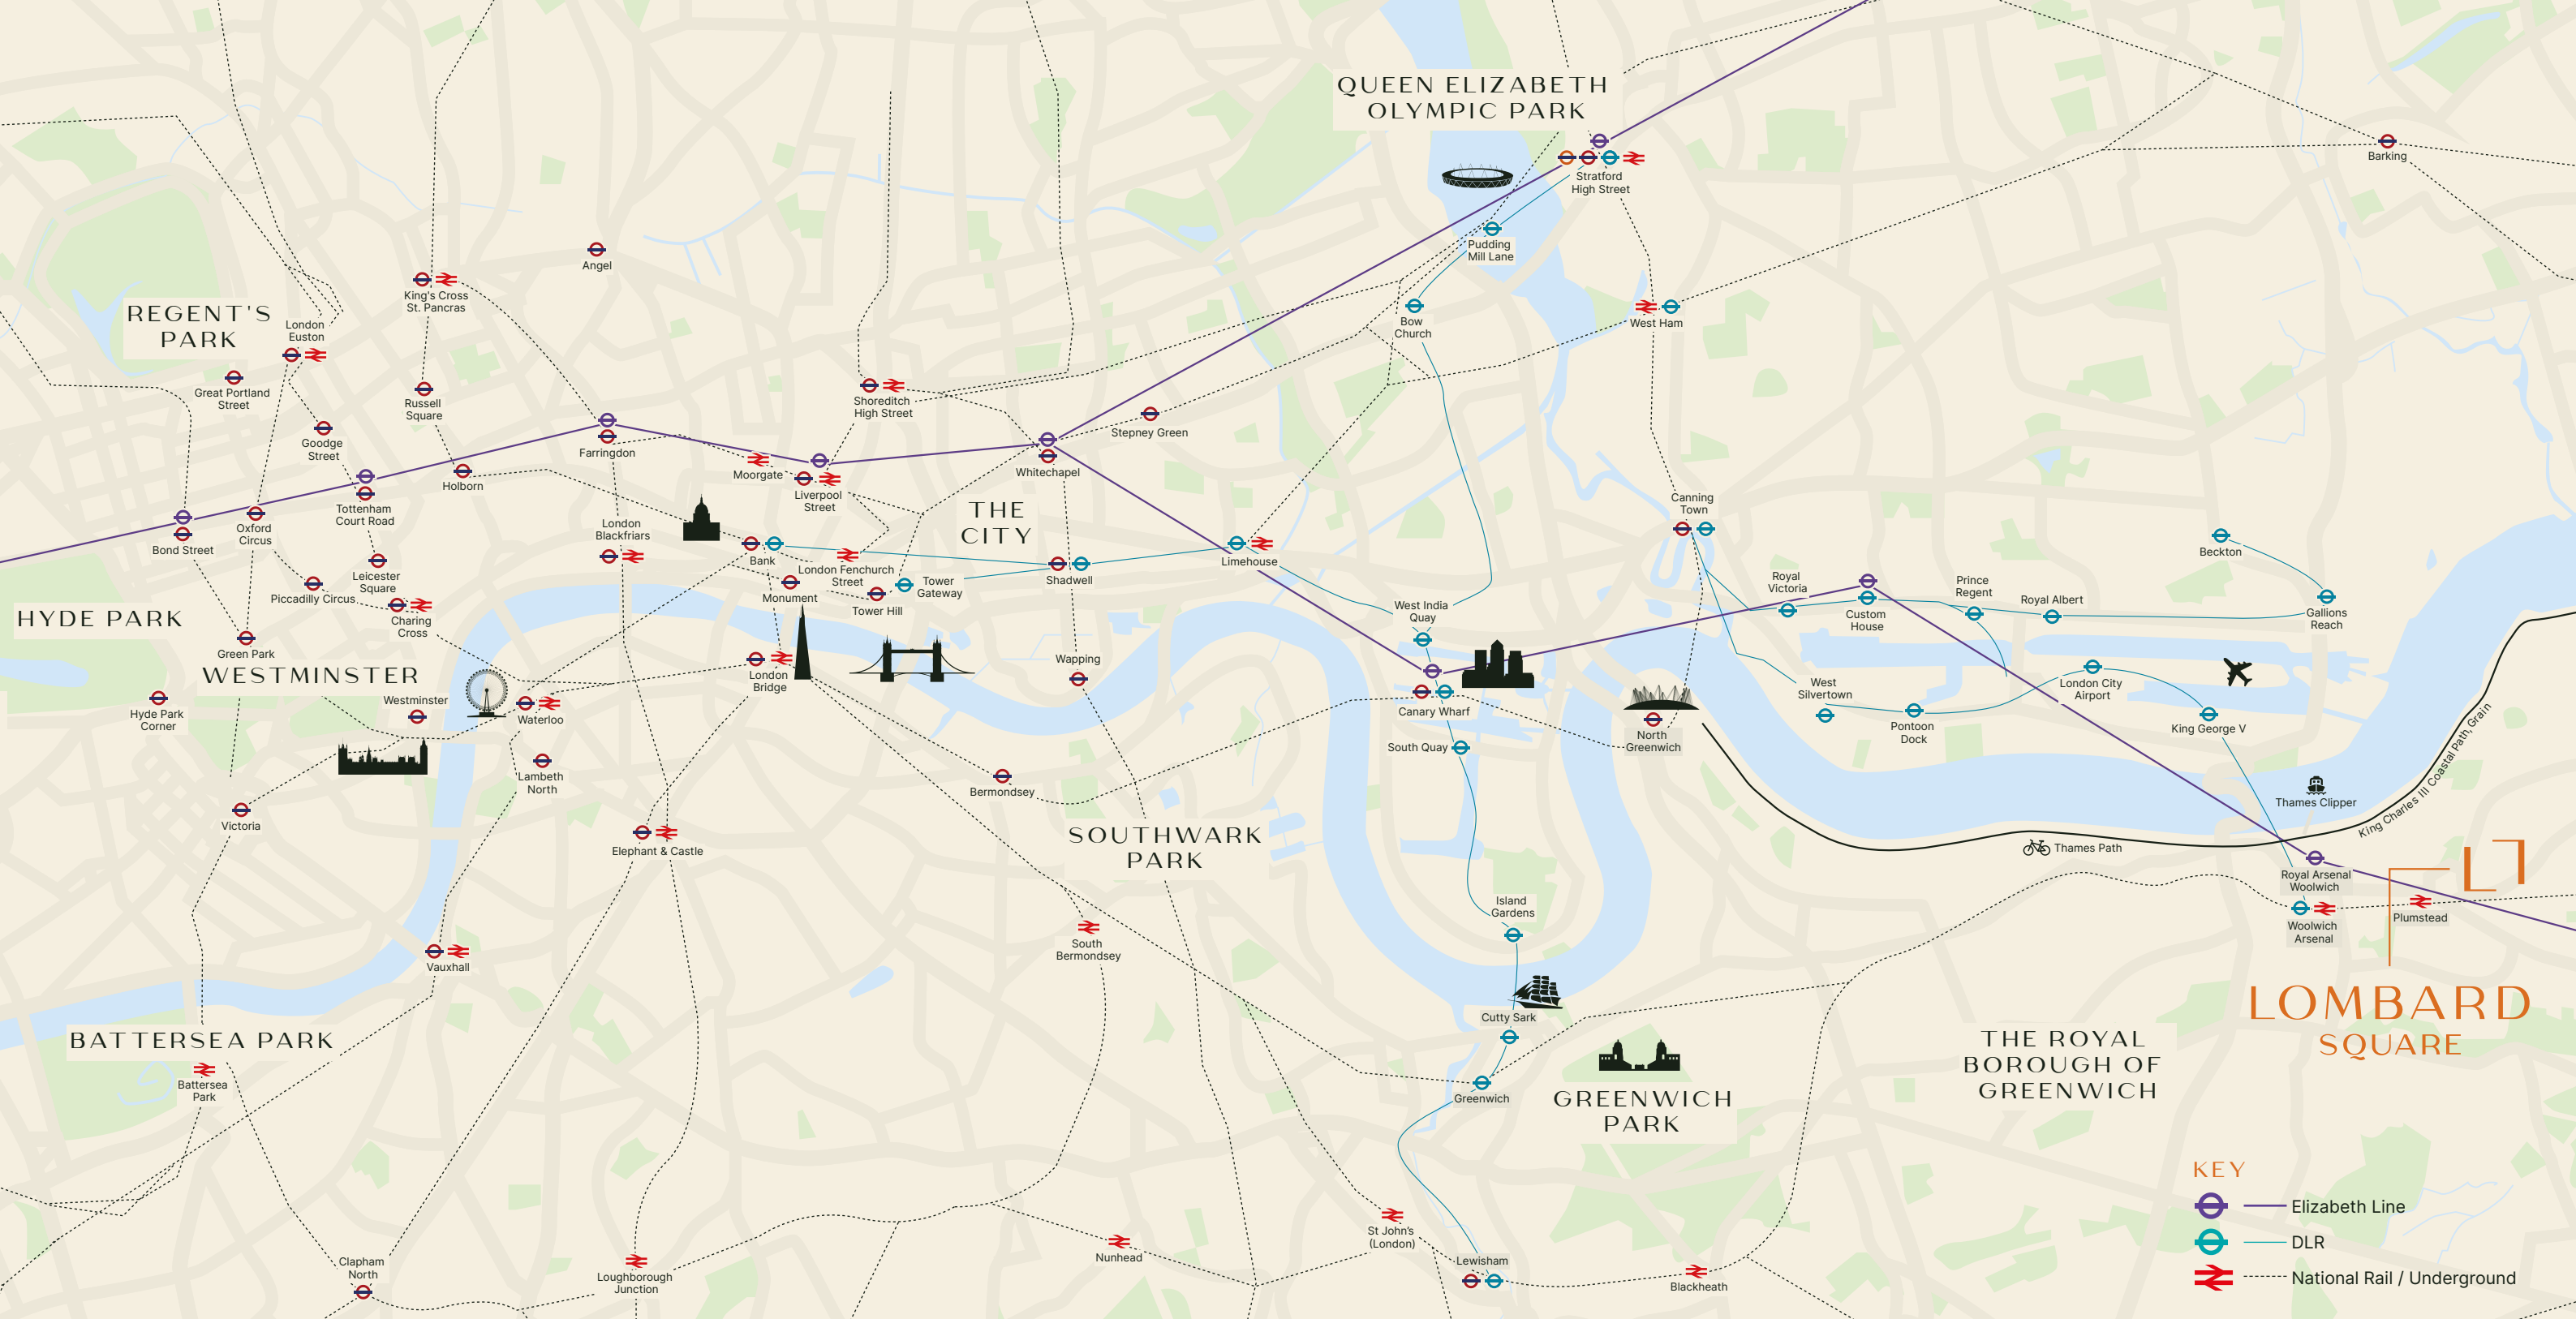 QUEEN ELIZABETH
OLYMPIC PARK
Stratford
High Street
Barking
Pudding
Mill Lane
Angel
King's Cross
St. Pancras
REGENT'S
PARK
London
Euston
Bow
Church
West Ham
Great Portland
Street
Russell
Square
Shoreditch
High Street
Goodge
Street
Stepney Green
Farringdon
Moorgate
Whitechapel
Holborn
Liverpool
Street
Tottenham
Court Road
Oxford
Circus
Bond Street
London
Blackfriars
THE
CITY
Canning
Town
Beckton
Bank
London Fenchurch
Street
Limehouse
Leicester
Square
Shadwell
Tower
Gateway
Piccadilly Circus
Monument
Tower Hill
Royal
Victoria
Custom
House
Prince
Regent
Royal Albert
Gallions
Reach
HYDE PARK
Charing
Cross
West India
Quay
Green Park
WESTMINSTER
Wapping
London
Bridge
Westminster
Waterloo
Hyde Park
Corner
Canary Wharf
North
Greenwich
West
Silvertown
London City
Airport
Pontoon
Dock
King George V
South Quay
Lambeth
North
Bermondsey
Victoria
Thames Clipper
King Charles III Coastal Path, Grain
SOUTHWARK
PARK
Elephant & Castle
Thames Path
Royal Arsenal
Woolwich
Woolwich
Arsenal
Plumstead
Island
Gardens
South
Bermondsey
Vauxhall
LOMBARD
SQUARE
Cutty Sark
BATTERSEA PARK
Battersea
Park
THE ROYAL
BOROUGH OF
GREENWICH
Greenwich
GREENWICH
PARK
St John's
(London)
Nunhead
Lewisham
Blackheath
Clapham
North
Loughborough
Junction
KEY
Elizabeth Line
DLR
National Rail / Underground